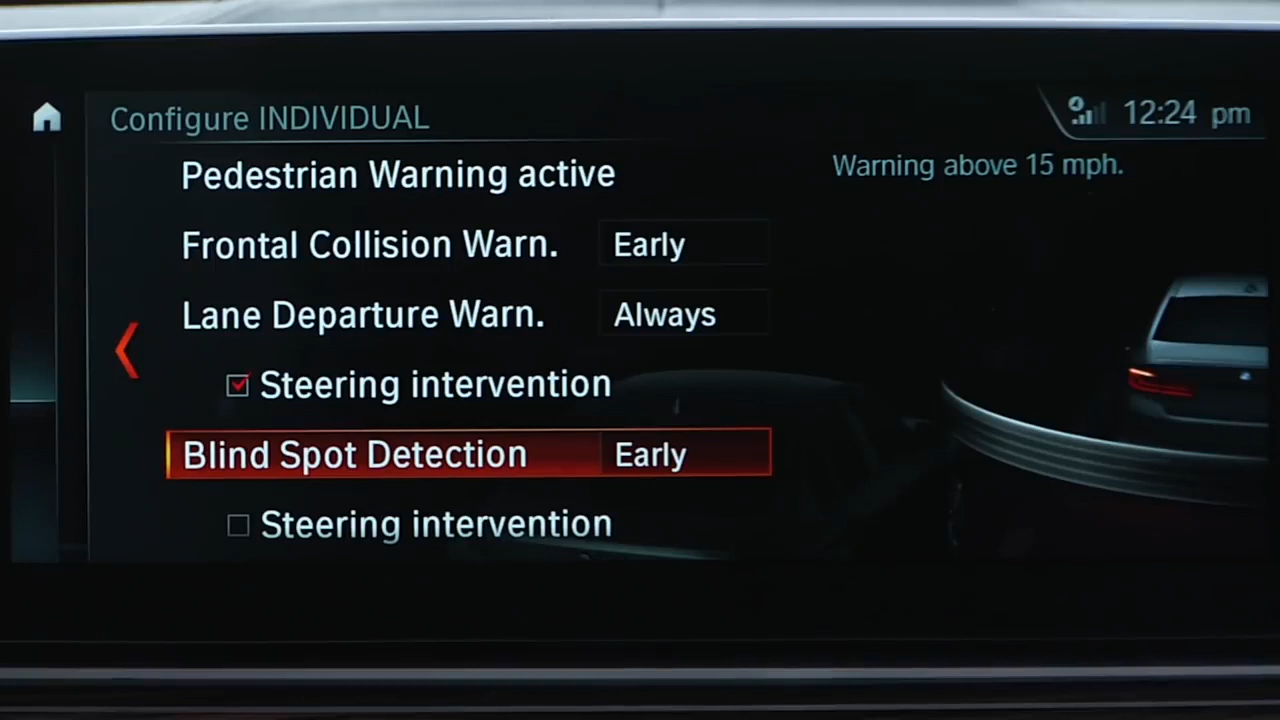 Configure INDIVIDUAL
12:24 pm
Pedestrian Warning active
Warning above 15 mph.
Frontal Collision Warn. Early
Lane Departure Warn. Always
Steering intervention
Blind Spot Detection Early
Steering intervention